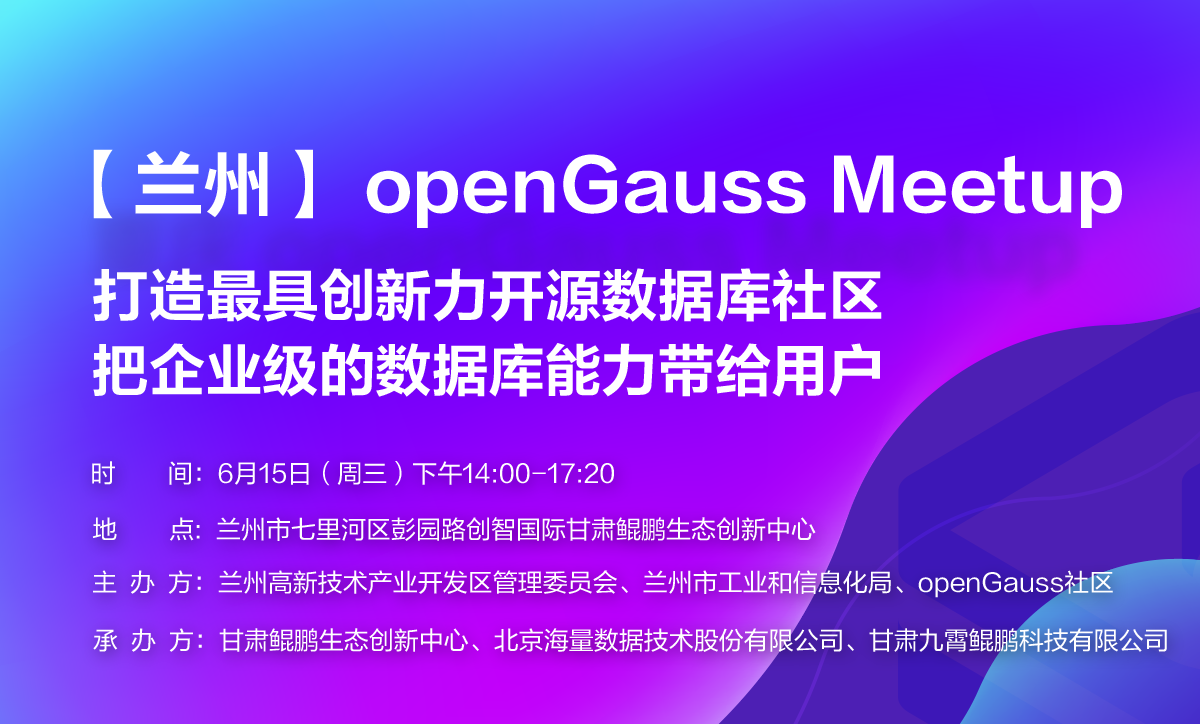 【兰州】 openGauss Meetup
打造最具创新力开源数据库社区
把企业级的数据库能力带给用户
时 间：6月15日（周三）下午14:00-17:20
地 点：兰州市七里河区彭园路创智国际甘肃鲲鹏生态创新中心
主 办 方：兰州高新技术产业开发区管理委员会、兰州市工业和信息化局、openGauss社区
承 办 方：甘肃鲲鹏生态创新中心、北京海量数据技术股份有限公司、甘肃九霄鲲鹏科技有限公司